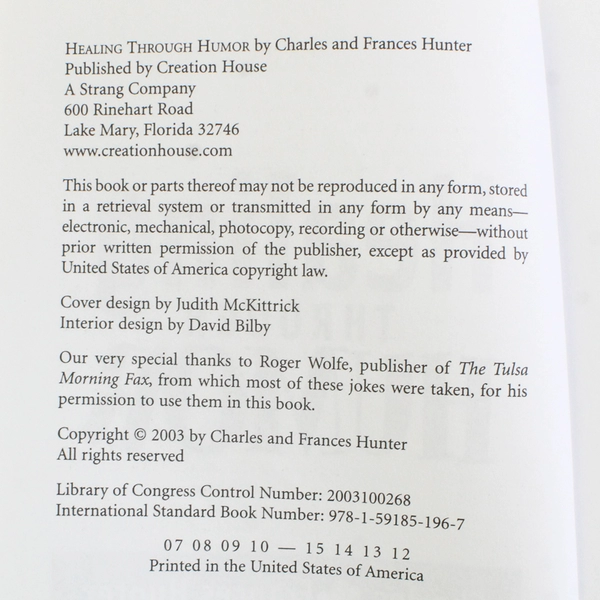 HEALING THROUGH HUMOR by Charles and Frances Hunter
Published by Creation House
A Strang Company
600 Rinehart Road
Lake Mary, Florida 32746
www.creationhouse.com
This book or parts thereof may not be reproduced in any form, stored
in a retrieval system or transmitted in any form by any means—
electronic, mechanical, photocopy, recording or otherwise—without
prior written permission of the publisher, except as provided by
United States of America copyright law.
Cover design by Judith McKittrick
Interior design by David Bilby
Our very special thanks to Roger Wolfe, publisher of The Tulsa
Morning Fax, from which most of these jokes were taken, for his
permission to use them in this book.
Copyright © 2003 by Charles and Frances Hunter
All rights reserved
Library of Congress Control Number: 2003100268
International Standard Book Number: 978-1-59185-196-7
07 08 09 10 — 15 14 13 12
Printed in the United States of America